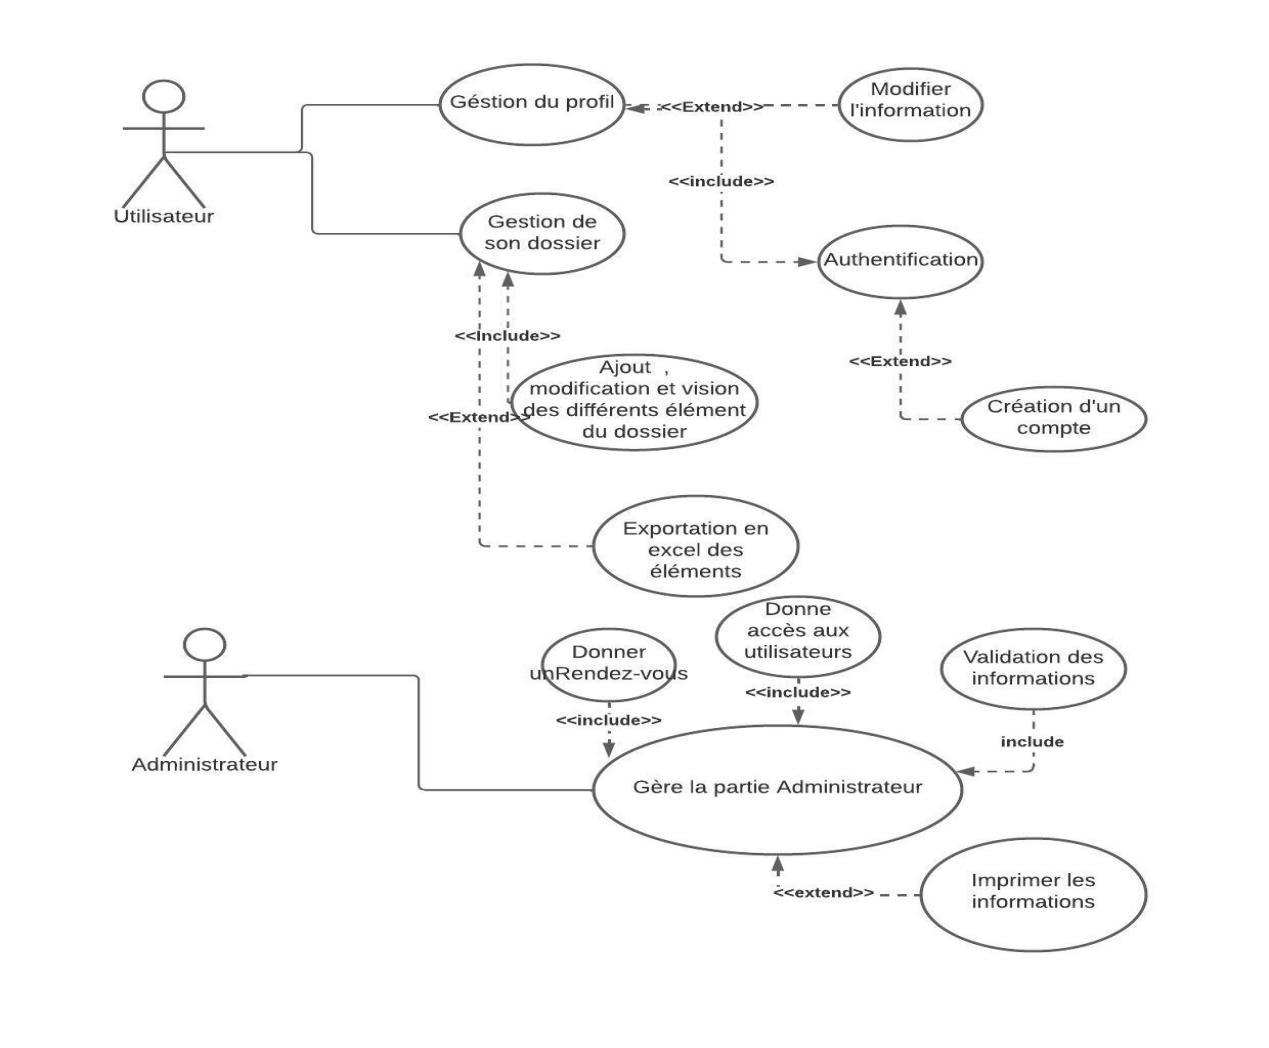 Géstion du profil
<<Extend>>
Modifier
l'information
<<include>>
Utilisateur
Gestion de
son dossier
Authentification
<<Include>>
<<Extend>>
Ajout  ,
modification et vision
des différents élément
du dossier
<<Extend>>
Création d'un
compte
Exportation en
excel des
éléments
Donne
accès aux
utilisateurs
Donner
unRendez-vous
Validation des
informations
<<include>>
<<include>>
include
Administrateur
Gère la partie Administrateur
<<extend>>
Imprimer les
informations